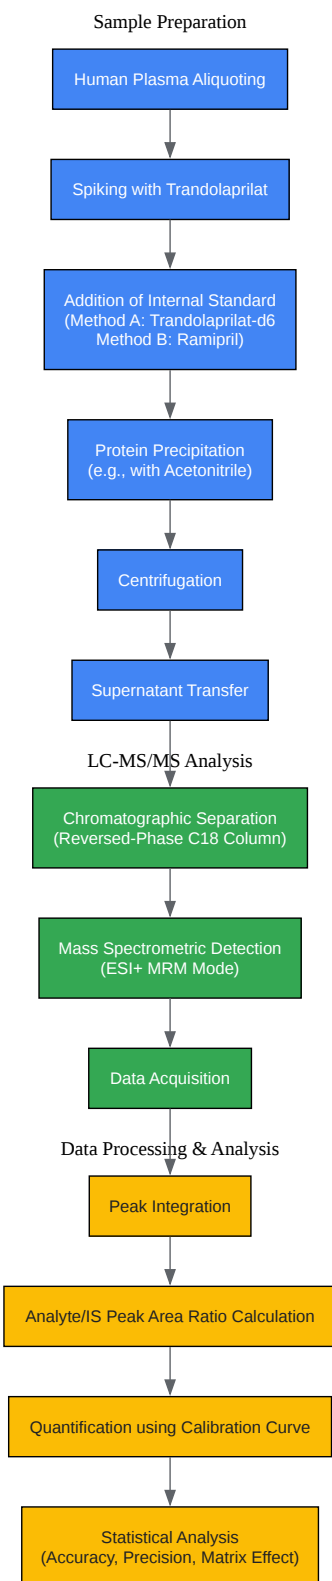 Sample Preparation
Human Plasma Aliquoting
Spiking with Trandolaprilat
Addition of Internal Standard
(Method A: Trandolaprilat-d6
Method B: Ramipril)
Protein Precipitation
(e.g., with Acetonitrile)
Centrifugation
Supernatant Transfer
LC-MS/MS Analysis
Chromatographic Separation
(Reversed-Phase C18 Column)
Mass Spectrometric Detection
(ESI+ MRM Mode)
Data Acquisition
Data Processing & Analysis
Peak Integration
Analyte/IS Peak Area Ratio Calculation
Quantification using Calibration Curve
Statistical Analysis
(Accuracy, Precision, Matrix Effect)